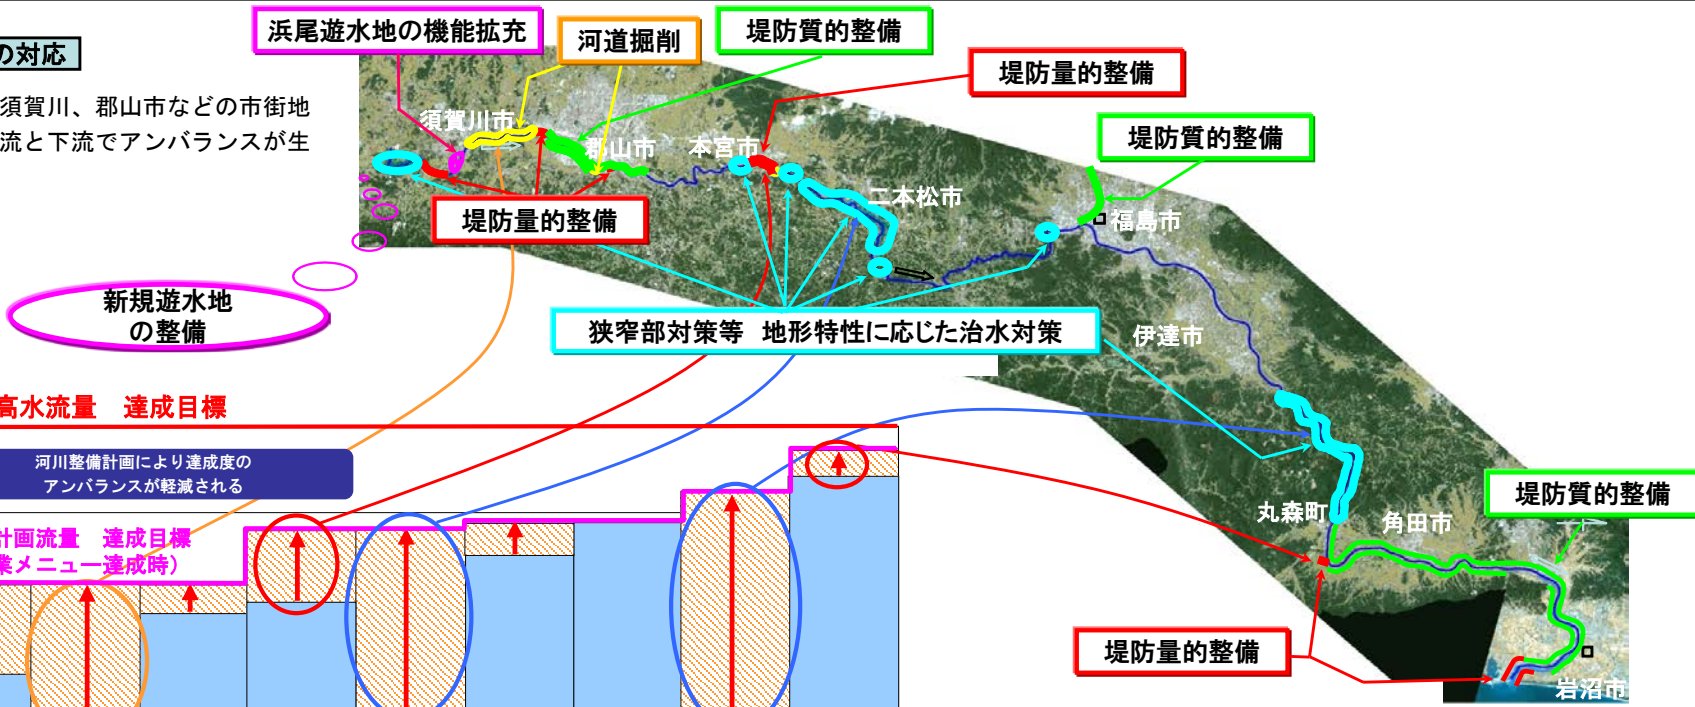 浜尾遊水地の機能拡充
河道掘削
堤防質的整備
の対応
堤防量的整備
須賀川、郡山市などの市街地
流と下流でアンバランスが生
須賀川市
郡山市
本宮市
堤防質的整備
二本松市
福島市
堤防量的整備
新規遊水地
の整備
狭窄部対策等 地形特性に応じた治水対策
伊達市
高水流量 達成目標
河川整備計画により達成度の
アンバランスが軽減される
計画流量 達成目標
業メニュー達成時)
丸森町
角田市
堤防質的整備
堤防量的整備
岩沼市